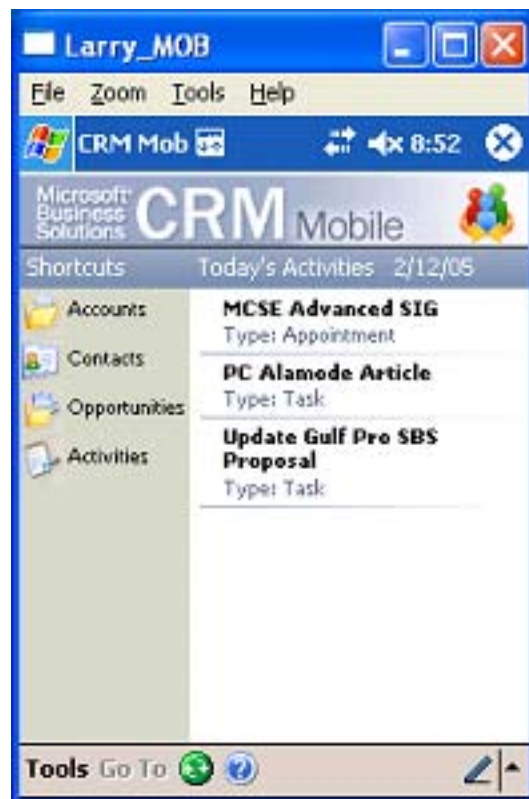 Larry_MOB
File Zoom Tools Help
CRM Mob 8:52
Microsoft
Business
Solutions
CRM Mobile
Shortcuts Today's Activities 2/12/05
Accounts
Contacts
Opportunities
Activities
MCSE Advanced SIG
Type: Appointment
PC Alamode Article
Type: Task
Update Gulf Pro SBS
Proposal
Type: Task
Tools Go To